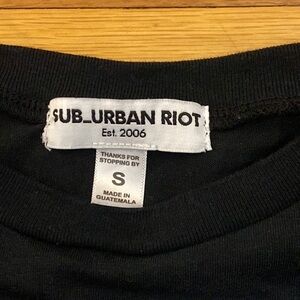 SUB_URBAN RIOT
Est. 2006
THANKS FOR
STOPPING BY
S
MADE IN
GUATEMALA